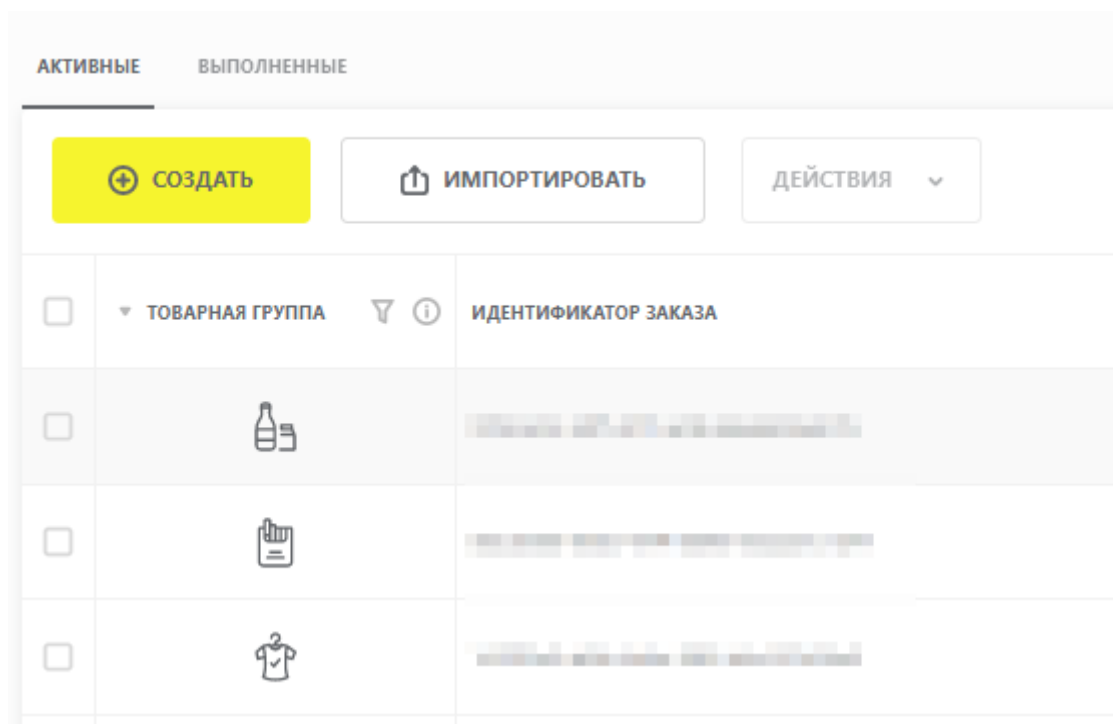 АКТИВНЫЕ ВЫПОЛНЕННЫЕ
СОЗДАТЬ ИМПОРТИРОВАТЬ ДЕЙСТВИЯ
ТОВАРНАЯ ГРУППА ИДЕНТИФИКАТОР ЗАКАЗА